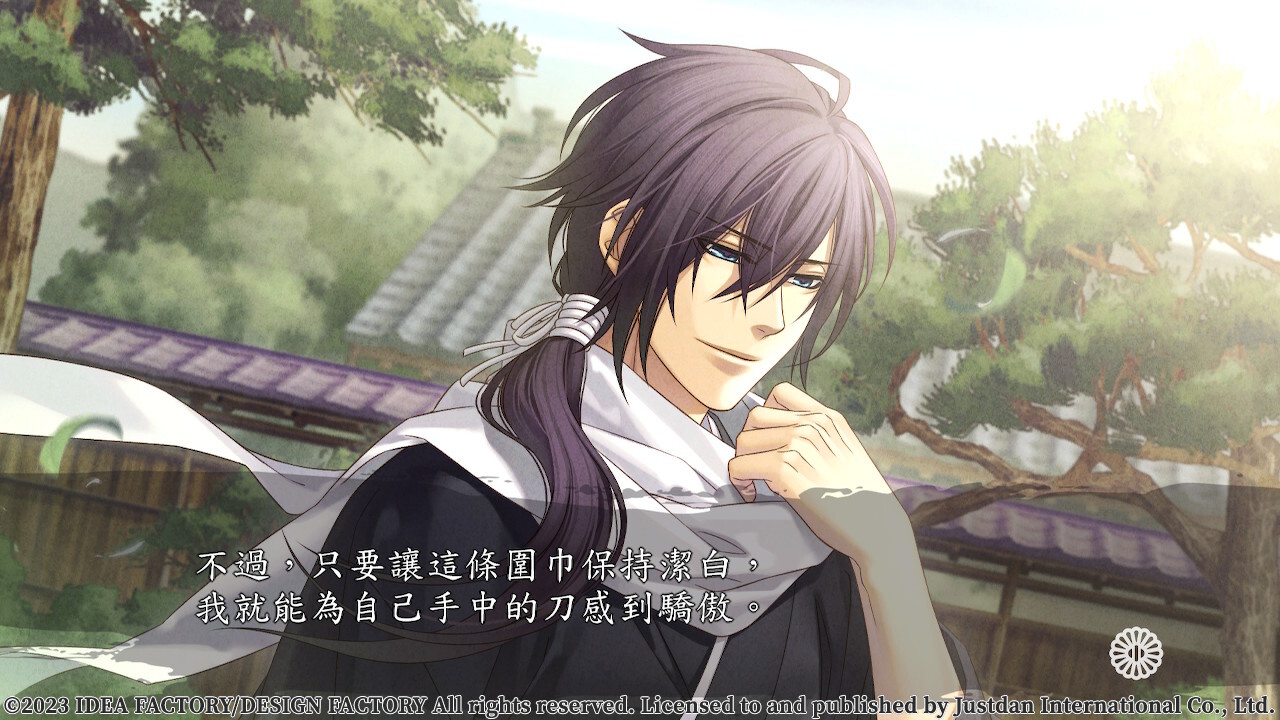 不過，只要讓這條圍巾保持潔白，
我就能為自己手中的刀感到驕傲。
©2023 IDEA FACTORY/DESIGN FACTORY All rights reserved. Licensed to and published by Justdan International Co., Ltd.